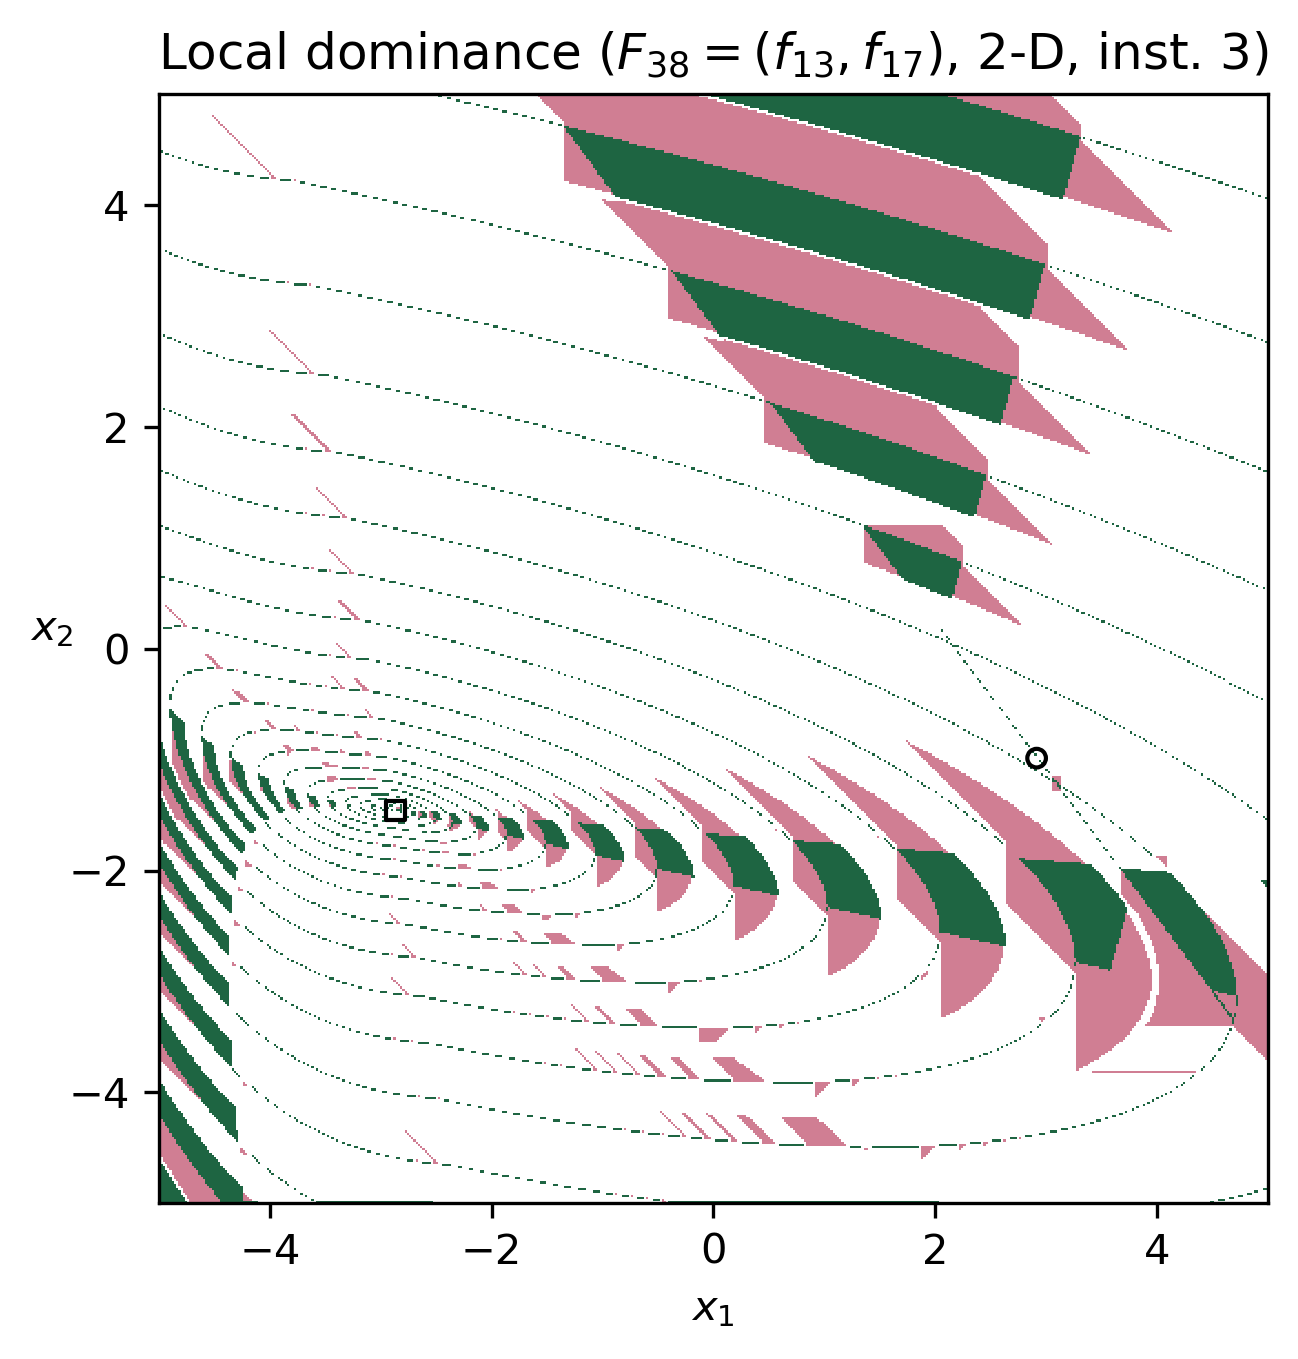 Local dominance (F₃₈ = (f₁₃, f₁₇), 2-D, inst. 3)
4
2
x₂
0
−2
−4
−4 −2 0 2 4
x₁